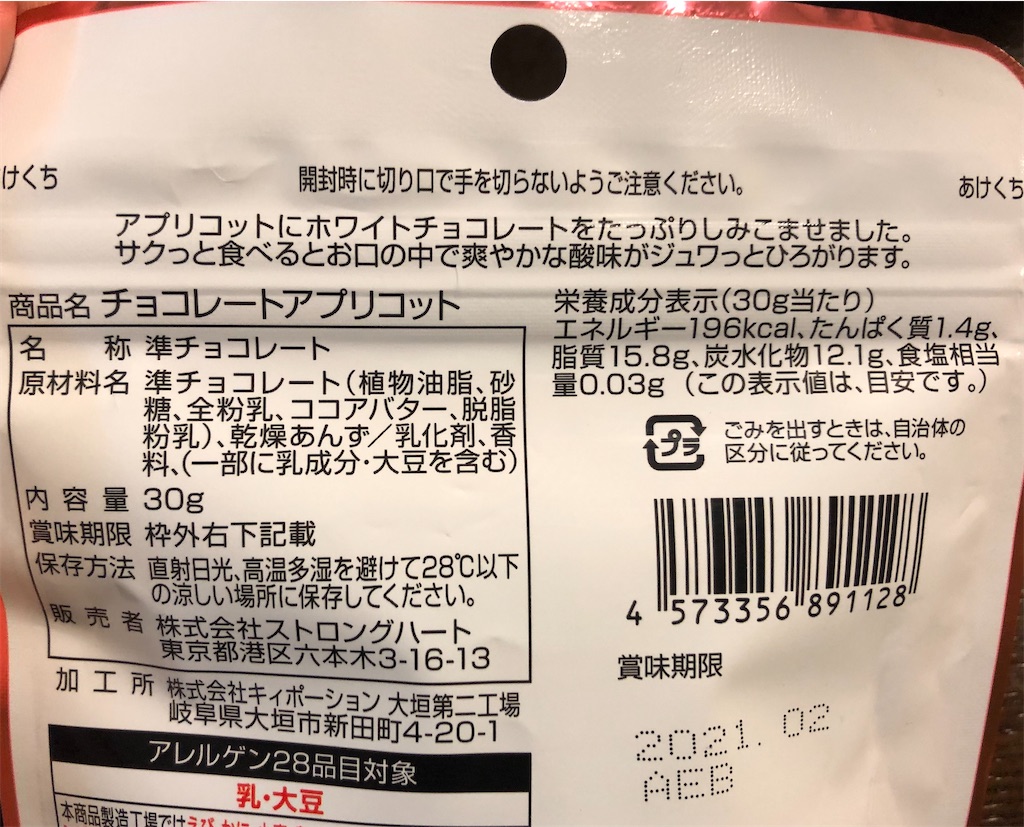 けくち
開封時に切り口で手を切らないようご注意ください。
あけくち
アプリコットにホワイトチョコレートをたっぷりしみこませました。
サクっと食べるとお口の中で爽やかな酸味がジュワっとひろがります。
商品名 チョコレートアプリコット
名 称 準チョコレート
原材料名 準チョコレート(植物油脂、砂
糖、全粉乳、ココアバター、脱脂
粉乳)、乾燥あんず/乳化剤、香
料、(一部に乳成分・大豆を含む)
内容量 30g
賞味期限 枠外右下記載
保存方法 直射日光、高温多湿を避けて28℃以下
の涼しい場所に保存してください。
販売者 株式会社ストロングハート
東京都港区六本木3-16-13
加工所 株式会社キィポーション 大垣第二工場
岐阜県大垣市新田町4-20-1
アレルゲン28品目対象
乳・大豆
本商品製造工場では
栄養成分表示(30g当たり)
エネルギー196kcal、たんぱく質1.4g、
脂質15.8g、炭水化物12.1g、食塩相当
量0.03g (この表示値は、目安です。)
プラ
ごみを出すときは、自治体の
区分に従ってください。
4 573356 891128
賞味期限
2021. 02
AEB